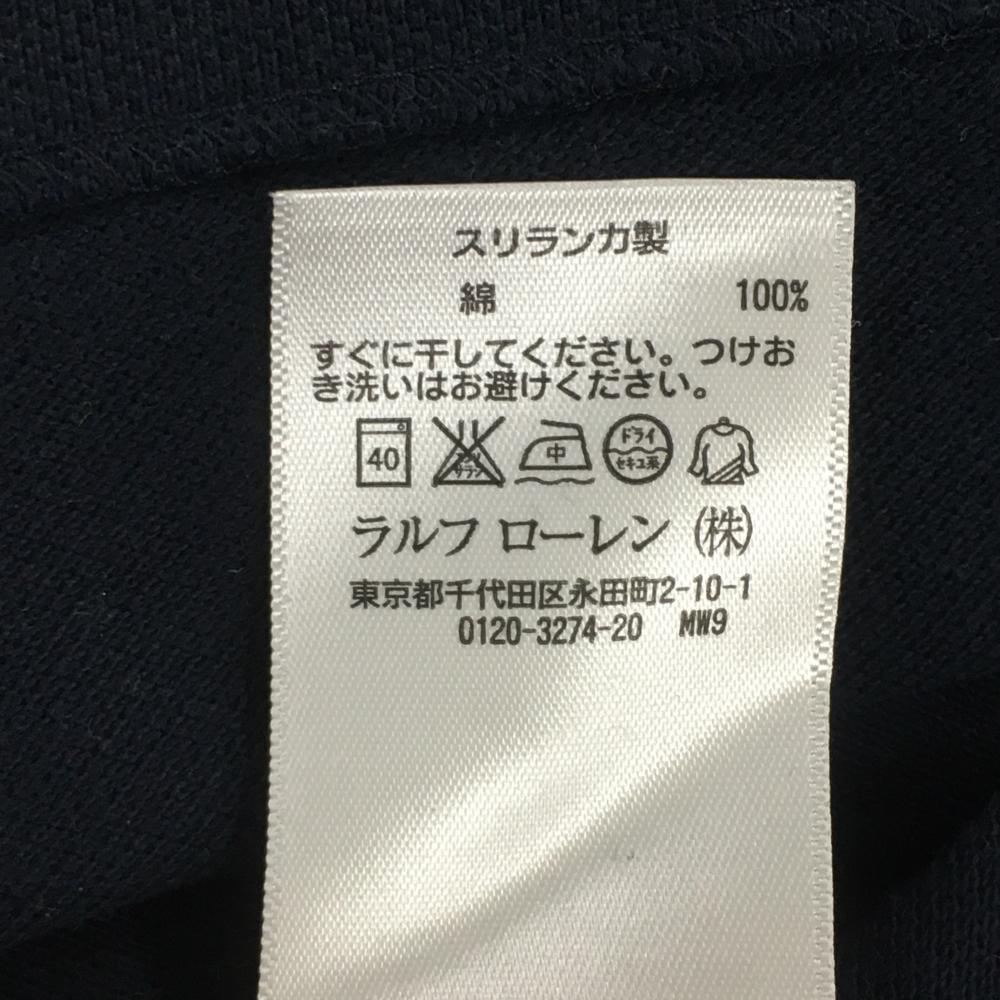 スリランカ製
綿 100%
すぐに干してください。つけお
き洗いはお避けください。
40 中 ドライ
セキユ系
ラルフ ローレン (株)
東京都千代田区永田町2-10-1
0120-3274-20 MW9